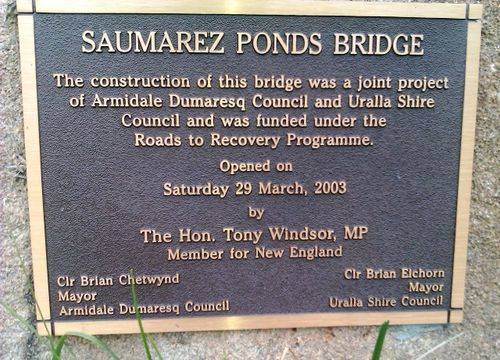 SAUMAREZ PONDS BRIDGE
The construction of this bridge was a joint project
of Armidale Dumaresq Council and Uralla Shire
Council and was funded under the
Roads to Recovery Programme.
Opened on
Saturday 29 March, 2003
by
The Hon. Tony Windsor, MP
Member for New England
Clr Brian Chetwynd
Mayor
Armidale Dumaresq Council
Clr Brian Eichorn
Mayor
Uralla Shire Council